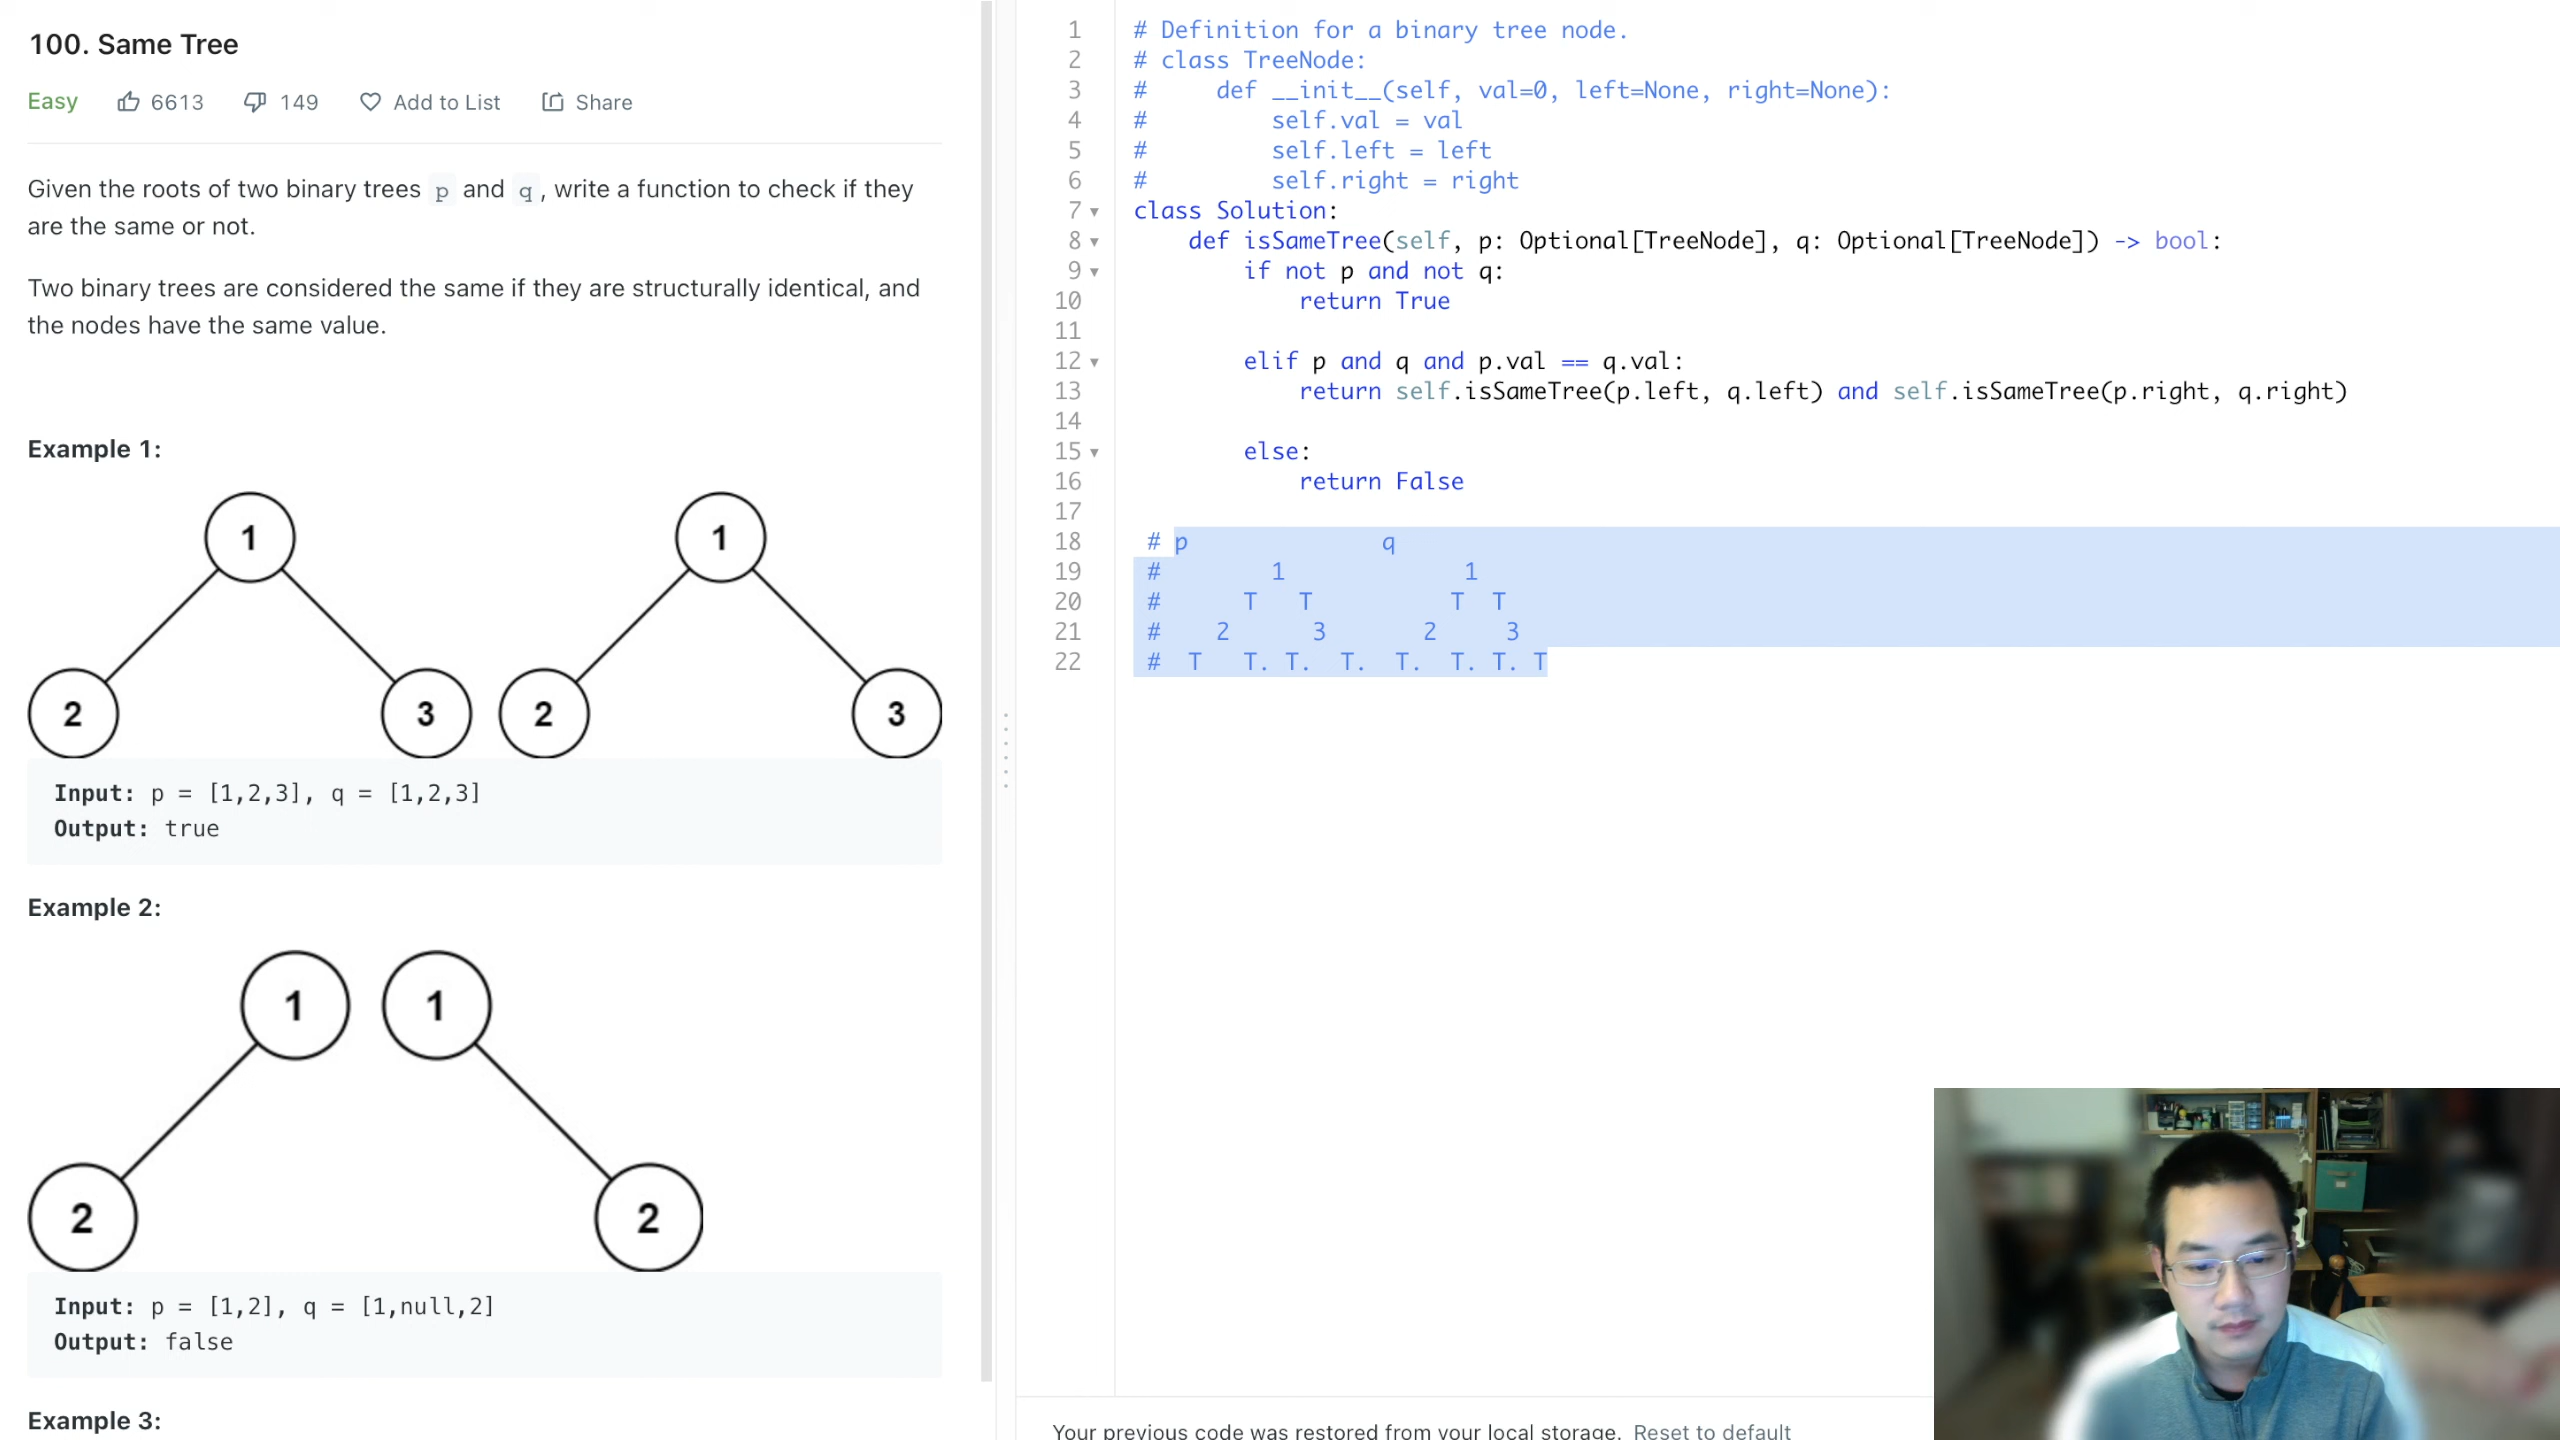 100. Same Tree
Easy 6613 149 Add to List Share
Given the roots of two binary trees p and q, write a function to check if they
are the same or not.
Two binary trees are considered the same if they are structurally identical, and
the nodes have the same value.
Example 1:
1 1
2 3 2 3
Input: p = [1,2,3], q = [1,2,3]
Output: true
Example 2:
1 1
2 2
Input: p = [1,2], q = [1,null,2]
Output: false
Example 3:
1 # Definition for a binary tree node.
2 # class TreeNode:
3 #     def __init__(self, val=0, left=None, right=None):
4 #         self.val = val
5 #         self.left = left
6 #         self.right = right
7 class Solution:
8     def isSameTree(self, p: Optional[TreeNode], q: Optional[TreeNode]) -> bool:
9         if not p and not q:
10             return True
11
12         elif p and q and p.val == q.val:
13             return self.isSameTree(p.left, q.left) and self.isSameTree(p.right, q.right)
14
15         else:
16             return False
17
18  # p              q
19  #        1             1
20  #      T   T          T  T
21  #    2      3       2     3
22  #  T   T. T.  T.  T.  T. T. T
Your previous code was restored from your local storage. Reset to default